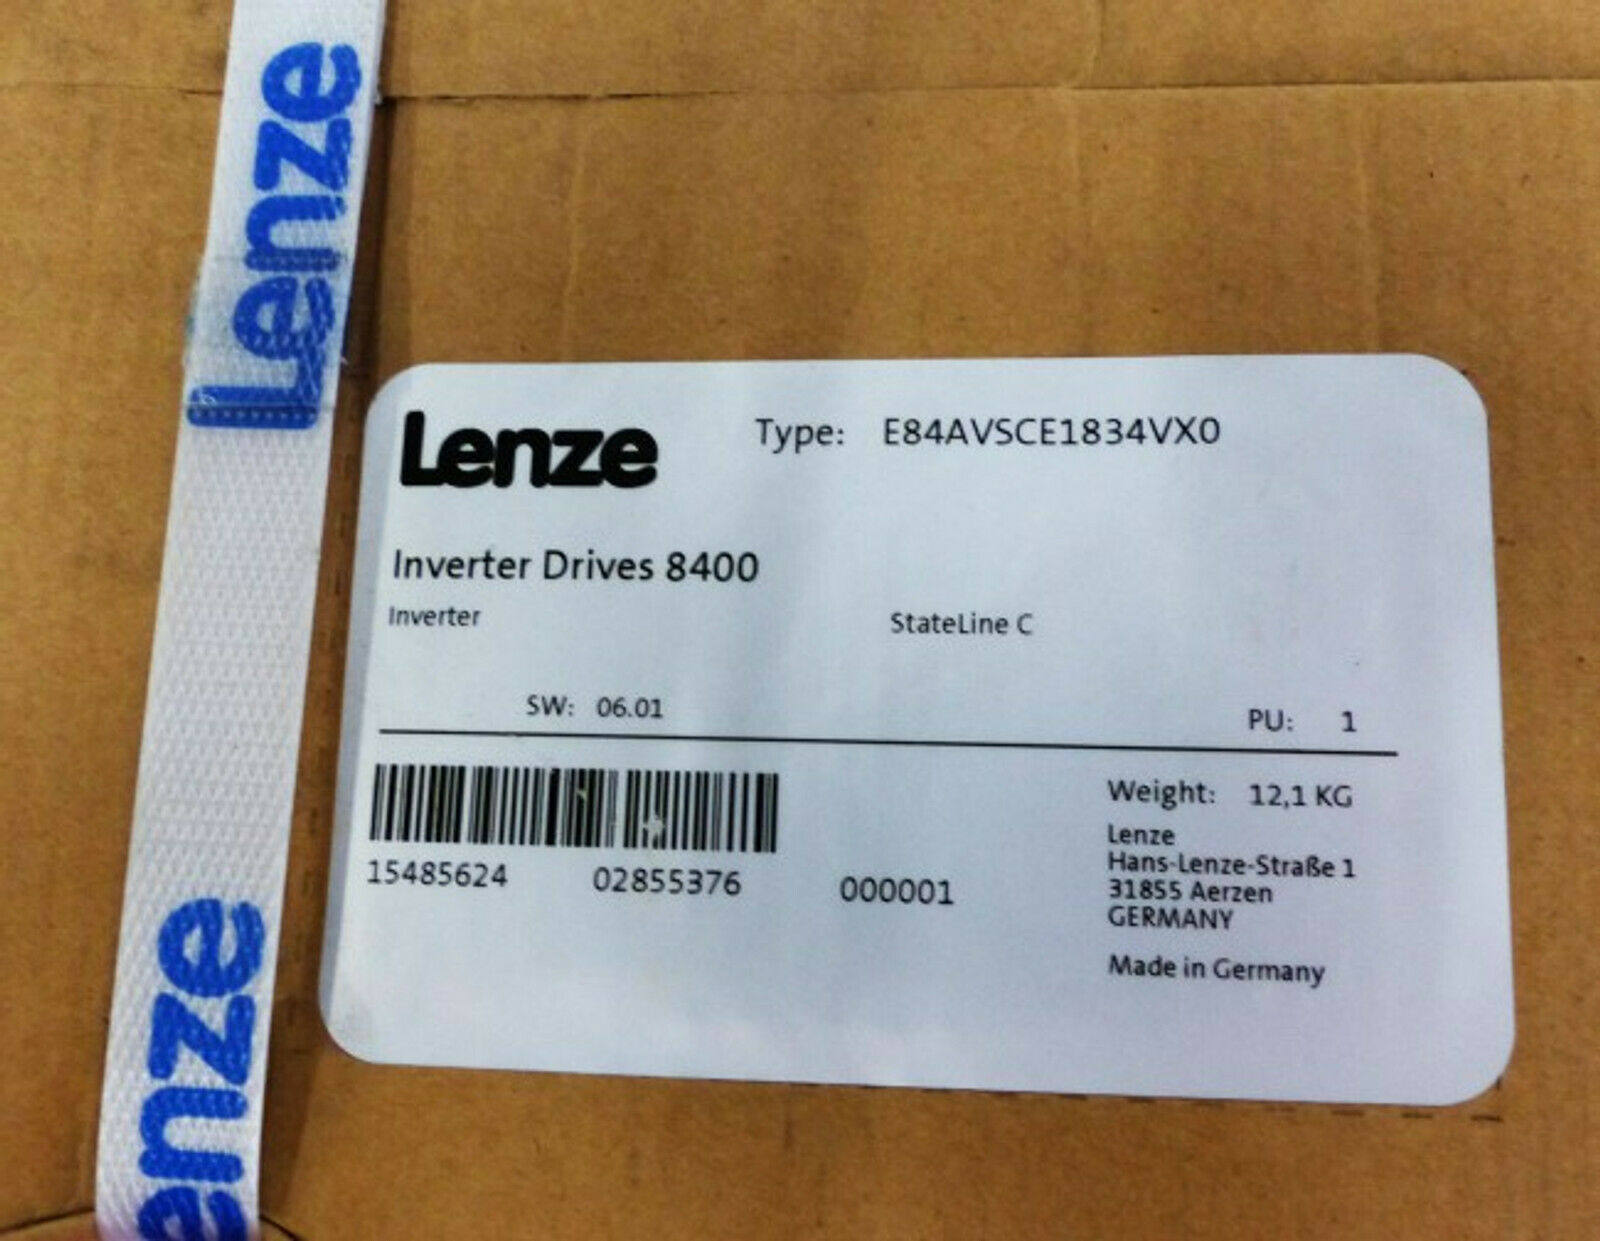 Lenze
Lenze
Type: E84AVSCE1834VX0
Inverter Drives 8400
Inverter StateLine C
SW: 06.01 PU: 1
Weight: 12,1 KG
15485624 02855376 000001
Lenze
Hans-Lenze-Straße 1
31855 Aerzen
GERMANY
Made in Germany
enze